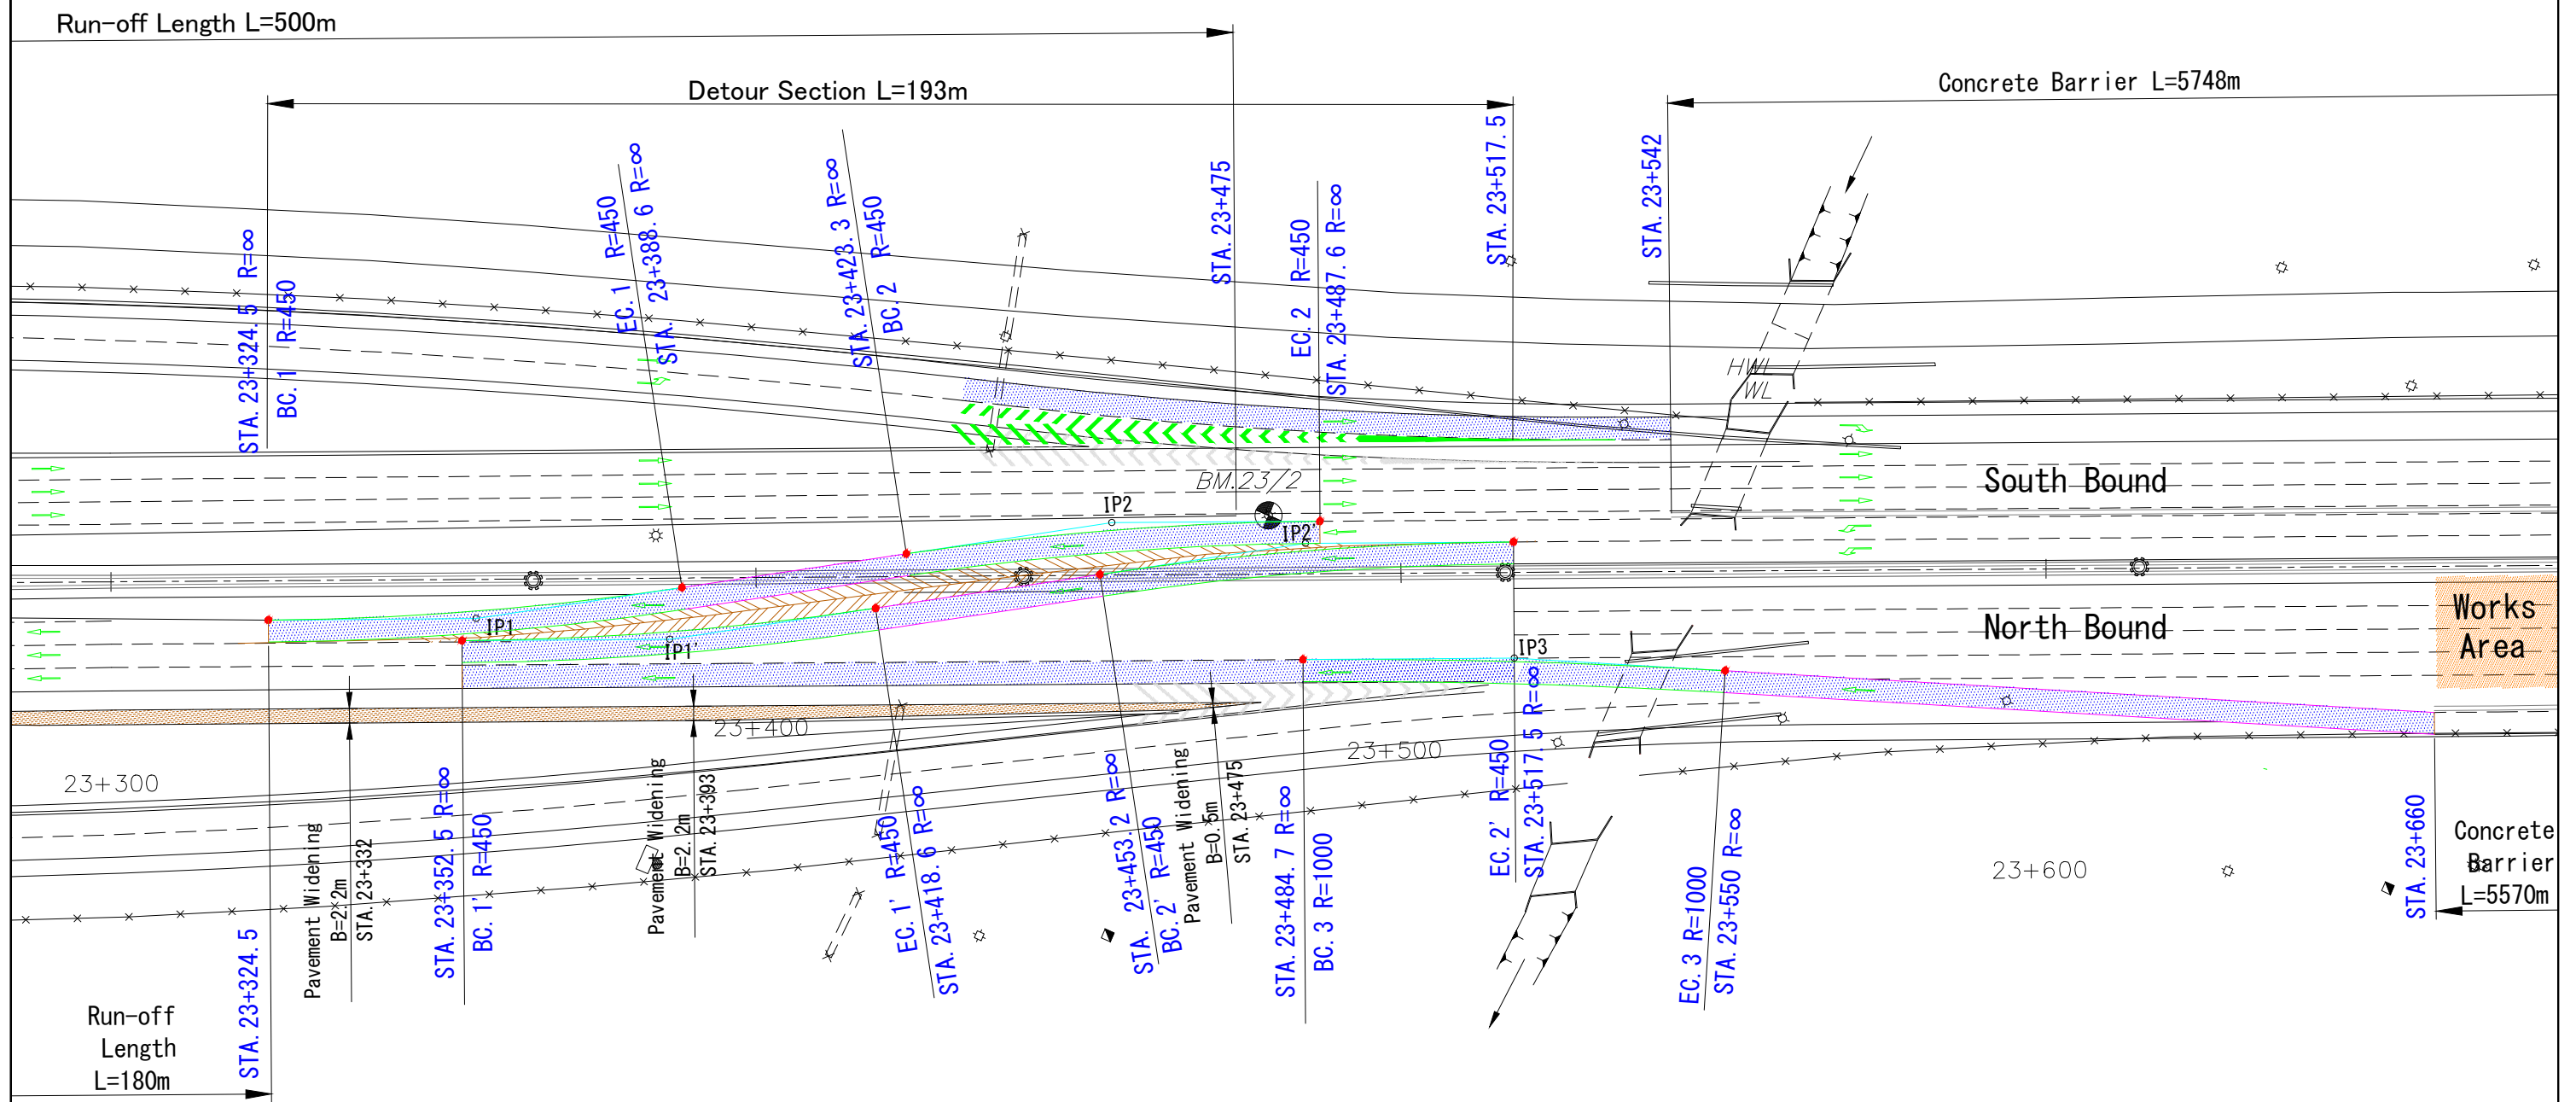 Run-off Length L=500m
Detour Section L=193m
Concrete Barrier L=5748m
STA. 23+324. 5 R=∞
BC. 1 R=450
EC. 1 R=450
STA. 23+388. 6 R=∞
STA. 23+423. 3 R=∞
BC. 2 R=450
STA. 23+475
EC. 2 R=450
STA. 23+487. 6 R=∞
STA. 23+517. 5
STA. 23+542
HWL
WL
BM.23/2
South Bound
IP2
IP2'
IP1
IP1'
IP3
North Bound
Works
Area
23+300
23+400
23+500
23+600
Pavement Widening
B=2.2m
STA. 23+332
STA. 23+352. 5 R=∞
BC. 1' R=450
Pavement Widening
B=2. 2m
STA. 23+393
EC. 1' R=450
STA. 23+418. 6 R=∞
STA. 23+453. 2 R=∞
BC. 2' R=450
Pavement Widening
B=0.5m
STA. 23+475
STA. 23+484. 7 R=∞
BC. 3 R=1000
EC. 2' R=450
STA. 23+517. 5 R=∞
EC. 3 R=1000
STA. 23+550 R=∞
STA. 23+660
Concrete
Barrier
L=5570m
STA. 23+324. 5
Run-off
Length
L=180m